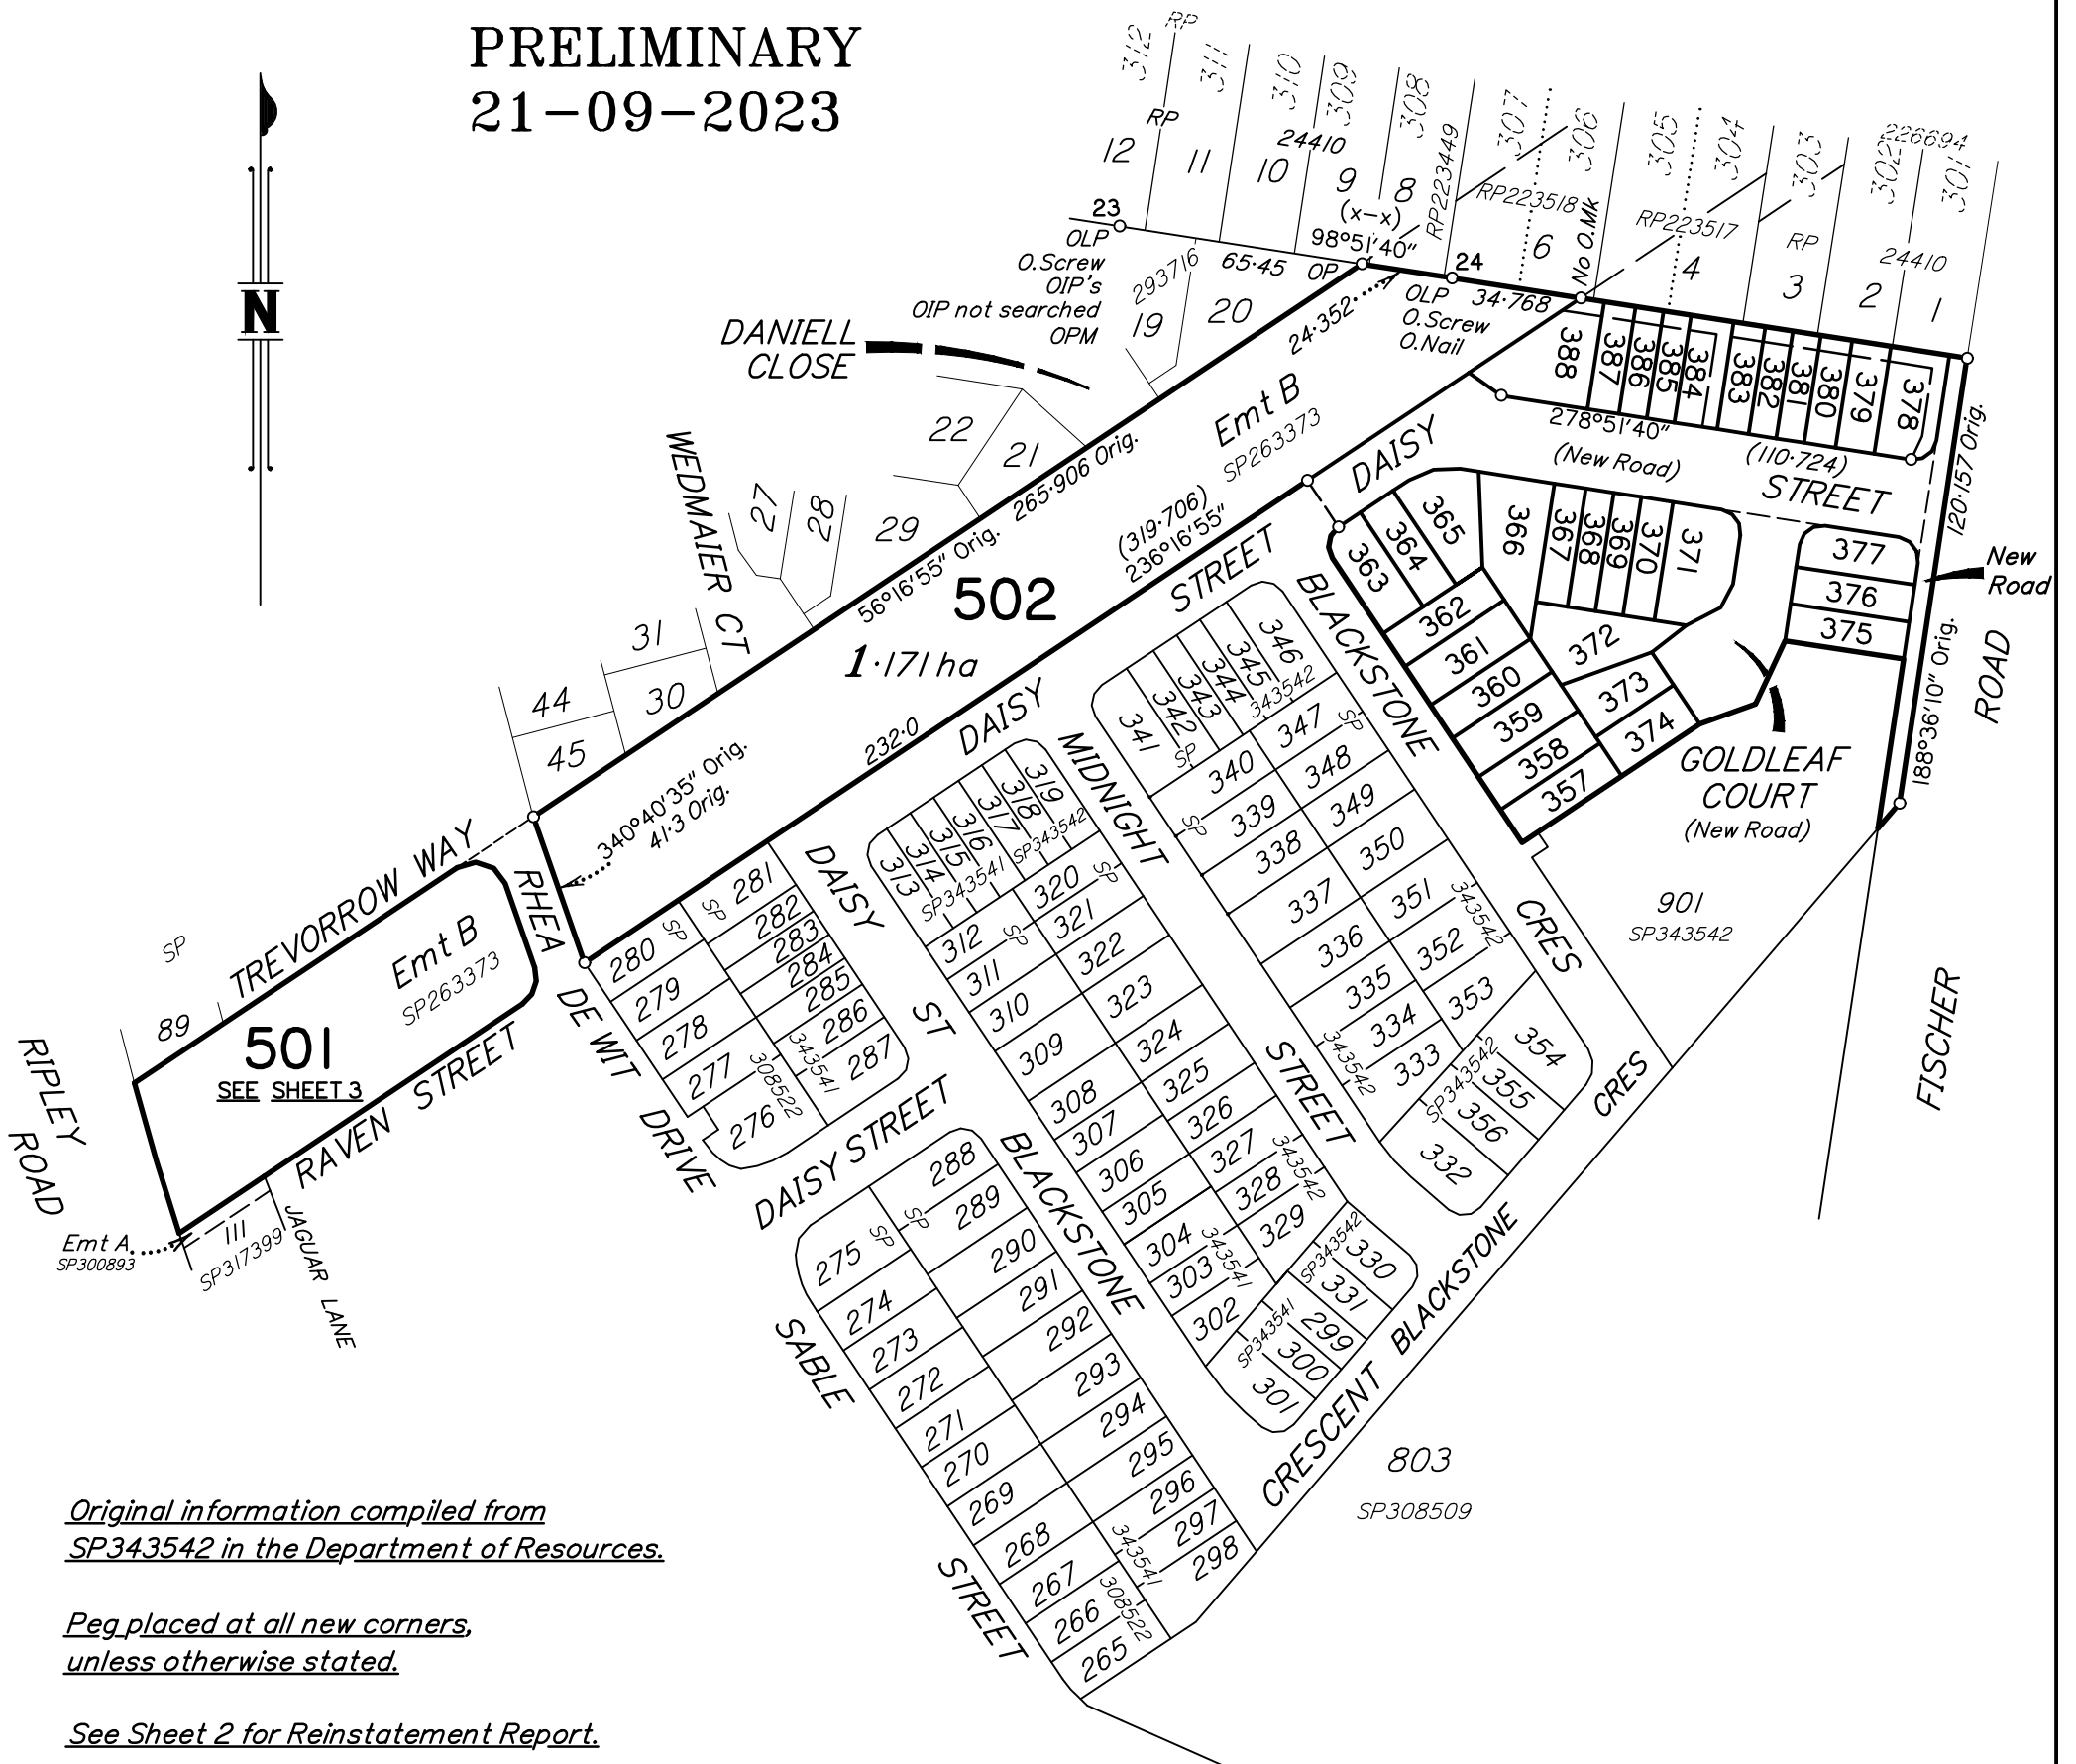 PRELIMINARY
21-09-2023
N
312
RP
311
310
309
308
307
306
305
304
303
302
301
226694
RP
12
11
10
24410
9
8
RP223449
RP223518
6
No O.Mk
RP223517
4
RP
3
24410
2
1
23
OLP
O.Screw
OIP's
OIP not searched
OPM
293716
19
20
65·45
OP
(x-x)
98°51'40"
24
OLP
O.Screw
O.Nail
34·768
24·352
DANIELL
CLOSE
22
21
WEDMAIER CT
27
28
29
31
30
44
45
265·906 Orig.
56°16'55" Orig.
Emt B
SP263373
(319·706)
236°16'55"
502
1·171 ha
232·0
340°40'35" Orig.
41·3 Orig.
388
387
386
385
384
383
382
381
380
379
378
278°51'40"
(New Road)
(110·724)
DAISY
STREET
120·157 Orig.
New
Road
188°36'10" Orig.
ROAD
FISCHER
363
364
365
366
367
368
369
370
371
377
376
375
362
361
360
359
358
357
372
373
374
GOLDLEAF
COURT
(New Road)
901
SP343542
DAISY
STREET
BLACKSTONE
CRES
341
342
343
344
345
346
343542
SP
340
347
SP
339
348
SP
338
349
337
350
336
351
343542
335
352
334
353
343542
333
354
SP343542
355
356
332
MIDNIGHT
STREET
313
314
315
316
317
318
319
SP343541
SP343542
312
SP
320
SP
311
321
310
322
309
323
308
324
307
325
306
326
305
327
343542
304
328
343541
303
329
302
SP343542
330
331
SP343541
299
300
301
DAISY
ST
BLACKSTONE
280
SP
SP
281
279
282
283
278
284
285
277
286
308522
343541
287
276
RHEA
DE WIT
DRIVE
DAISY STREET
288
289
SP
275
SP
290
274
291
273
292
272
293
271
294
270
295
269
296
268
297
343541
298
267
308522
266
265
SABLE
STREET
CRESCENT
BLACKSTONE
CRES
803
SP308509
TREVORROW WAY
SP
89
Emt B
SP263373
501
SEE SHEET 3
RAVEN STREET
RIPLEY
ROAD
Emt A
SP300893
111
SP317399
JAGUAR LANE
Original information compiled from
SP343542 in the Department of Resources.
Peg placed at all new corners,
unless otherwise stated.
See Sheet 2 for Reinstatement Report.